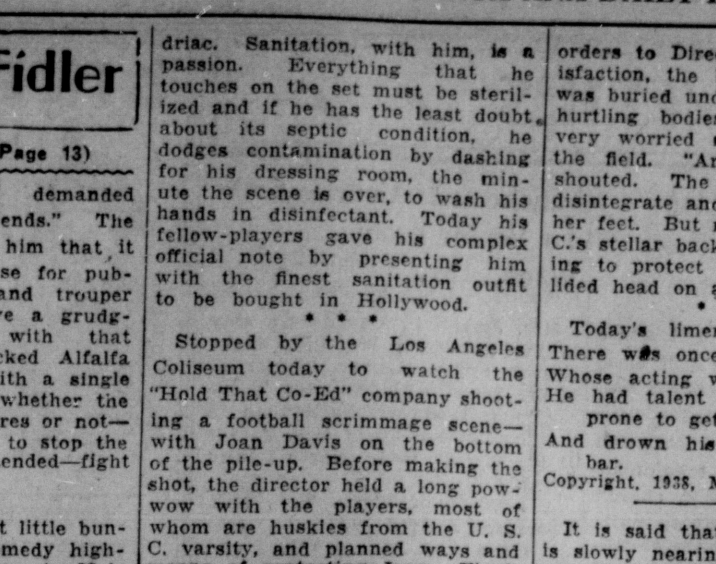 Fidler
Page 13)
demanded
ends." The
him that it
se for pub-
and trouper
e a grudg-
with that
cked Alfalfa
ith a single
whether the
res or not—
to stop the
ended—fight
t little bun-
medy high-
driac. Sanitation, with him, is a
passion. Everything that he
touches on the set must be steril-
ized and if he has the least doubt
about its septic condition, he
dodges contamination by dashing
for his dressing room, the min-
ute the scene is over, to wash his
hands in disinfectant. Today his
fellow-players gave his complex
official note by presenting him
with the finest sanitation outfit
to be bought in Hollywood.
* * *
Stopped by the Los Angeles
Coliseum today to watch the
"Hold That Co-Ed" company shoot-
ing a football scrimmage scene—
with Joan Davis on the bottom
of the pile-up. Before making the
shot, the director held a long pow-
wow with the players, most of
whom are huskies from the U. S.
C. varsity, and planned ways and
orders to Dire
isfaction, the
was buried und
hurtling bodies
very worried
the field. "Ar
shouted. The
disintegrate and
her feet. But
C.'s stellar back
ing to protect
lided head on a
*
Today's limer
There was once
Whose acting w
He had talent
prone to get
And drown his
bar.
Copyright, 1938, M
It is said tha
is slowly nearin